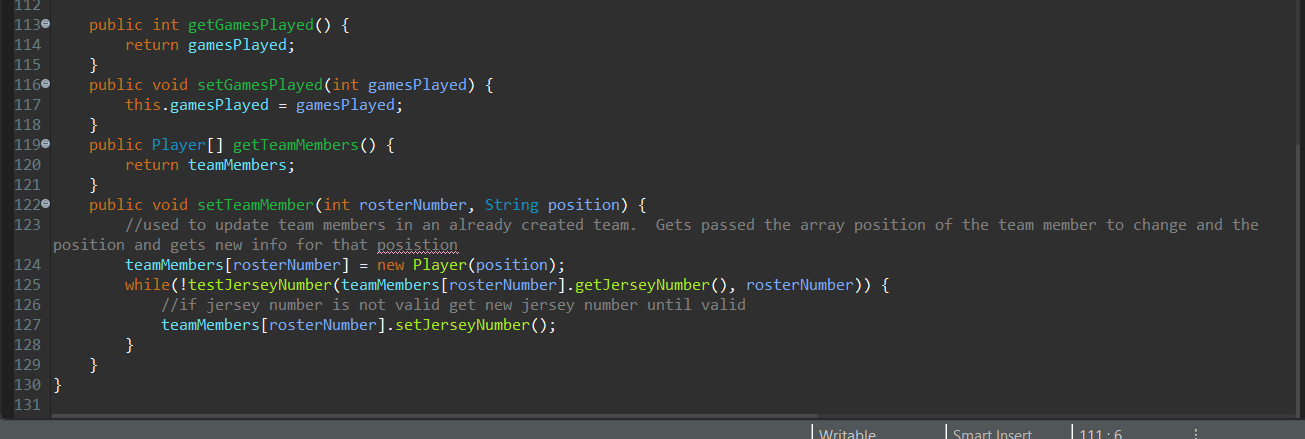 112
113 public int getGamesPlayed() {
114 return gamesPlayed;
115 }
116 public void setGamesPlayed(int gamesPlayed) {
117 this.gamesPlayed = gamesPlayed;
118 }
119 public Player[] getTeamMembers() {
120 return teamMembers;
121 }
122 public void setTeamMember(int rosterNumber, String position) {
123 //used to update team members in an already created team.  Gets passed the array position of the team member to change and the
position and gets new info for that posistion
124 teamMembers[rosterNumber] = new Player(position);
125 while(!testJerseyNumber(teamMembers[rosterNumber].getJerseyNumber(), rosterNumber)) {
126 //if jersey number is not valid get new jersey number until valid
127 teamMembers[rosterNumber].setJerseyNumber();
128 }
129 }
130 }
131
Writable Smart Insert 111 : 6